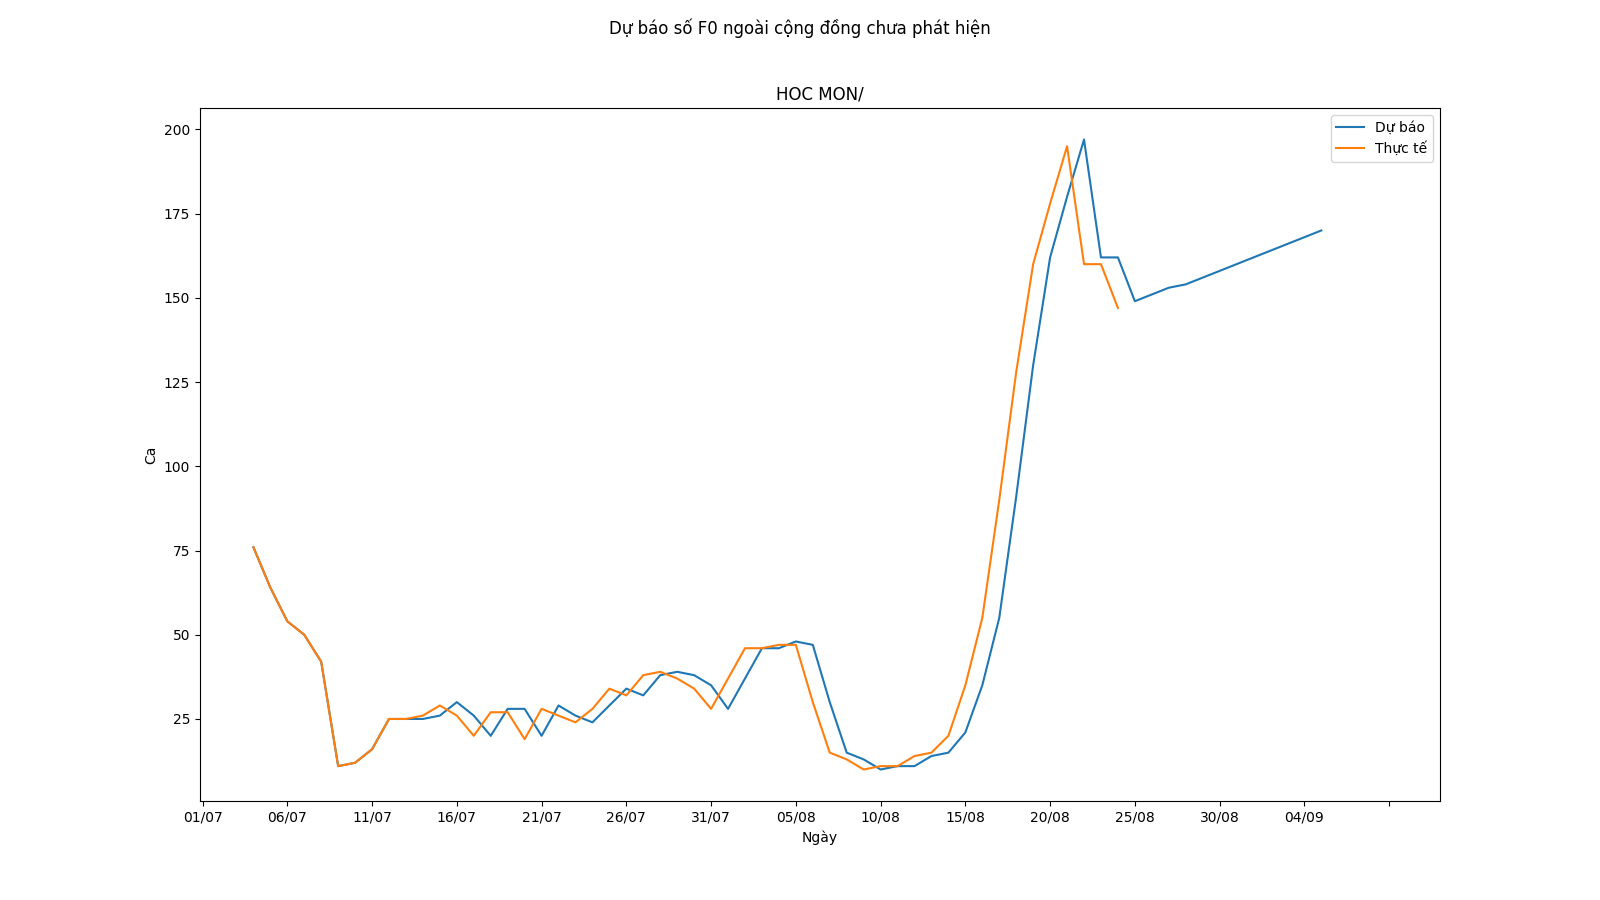 Dự báo số F0 ngoài cộng đồng chưa phát hiện
HOC MON/
Dự báo
Thực tế
200
175
150
125
100
75
50
25
Ca
01/07 06/07 11/07 16/07 21/07 26/07 31/07 05/08 10/08 15/08 20/08 25/08 30/08 04/09
Ngày